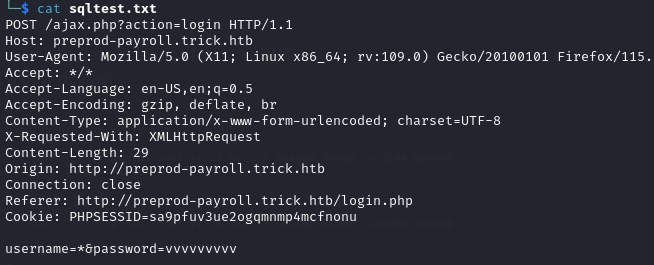 └─$ cat sqltest.txt
POST /ajax.php?action=login HTTP/1.1
Host: preprod-payroll.trick.htb
User-Agent: Mozilla/5.0 (X11; Linux x86_64; rv:109.0) Gecko/20100101 Firefox/115.
Accept: */*
Accept-Language: en-US,en;q=0.5
Accept-Encoding: gzip, deflate, br
Content-Type: application/x-www-form-urlencoded; charset=UTF-8
X-Requested-With: XMLHttpRequest
Content-Length: 29
Origin: http://preprod-payroll.trick.htb
Connection: close
Referer: http://preprod-payroll.trick.htb/login.php
Cookie: PHPSESSID=sa9pfuv3ue2ogqmnmp4mcfnonu
username=*&password=vvvvvvvvv